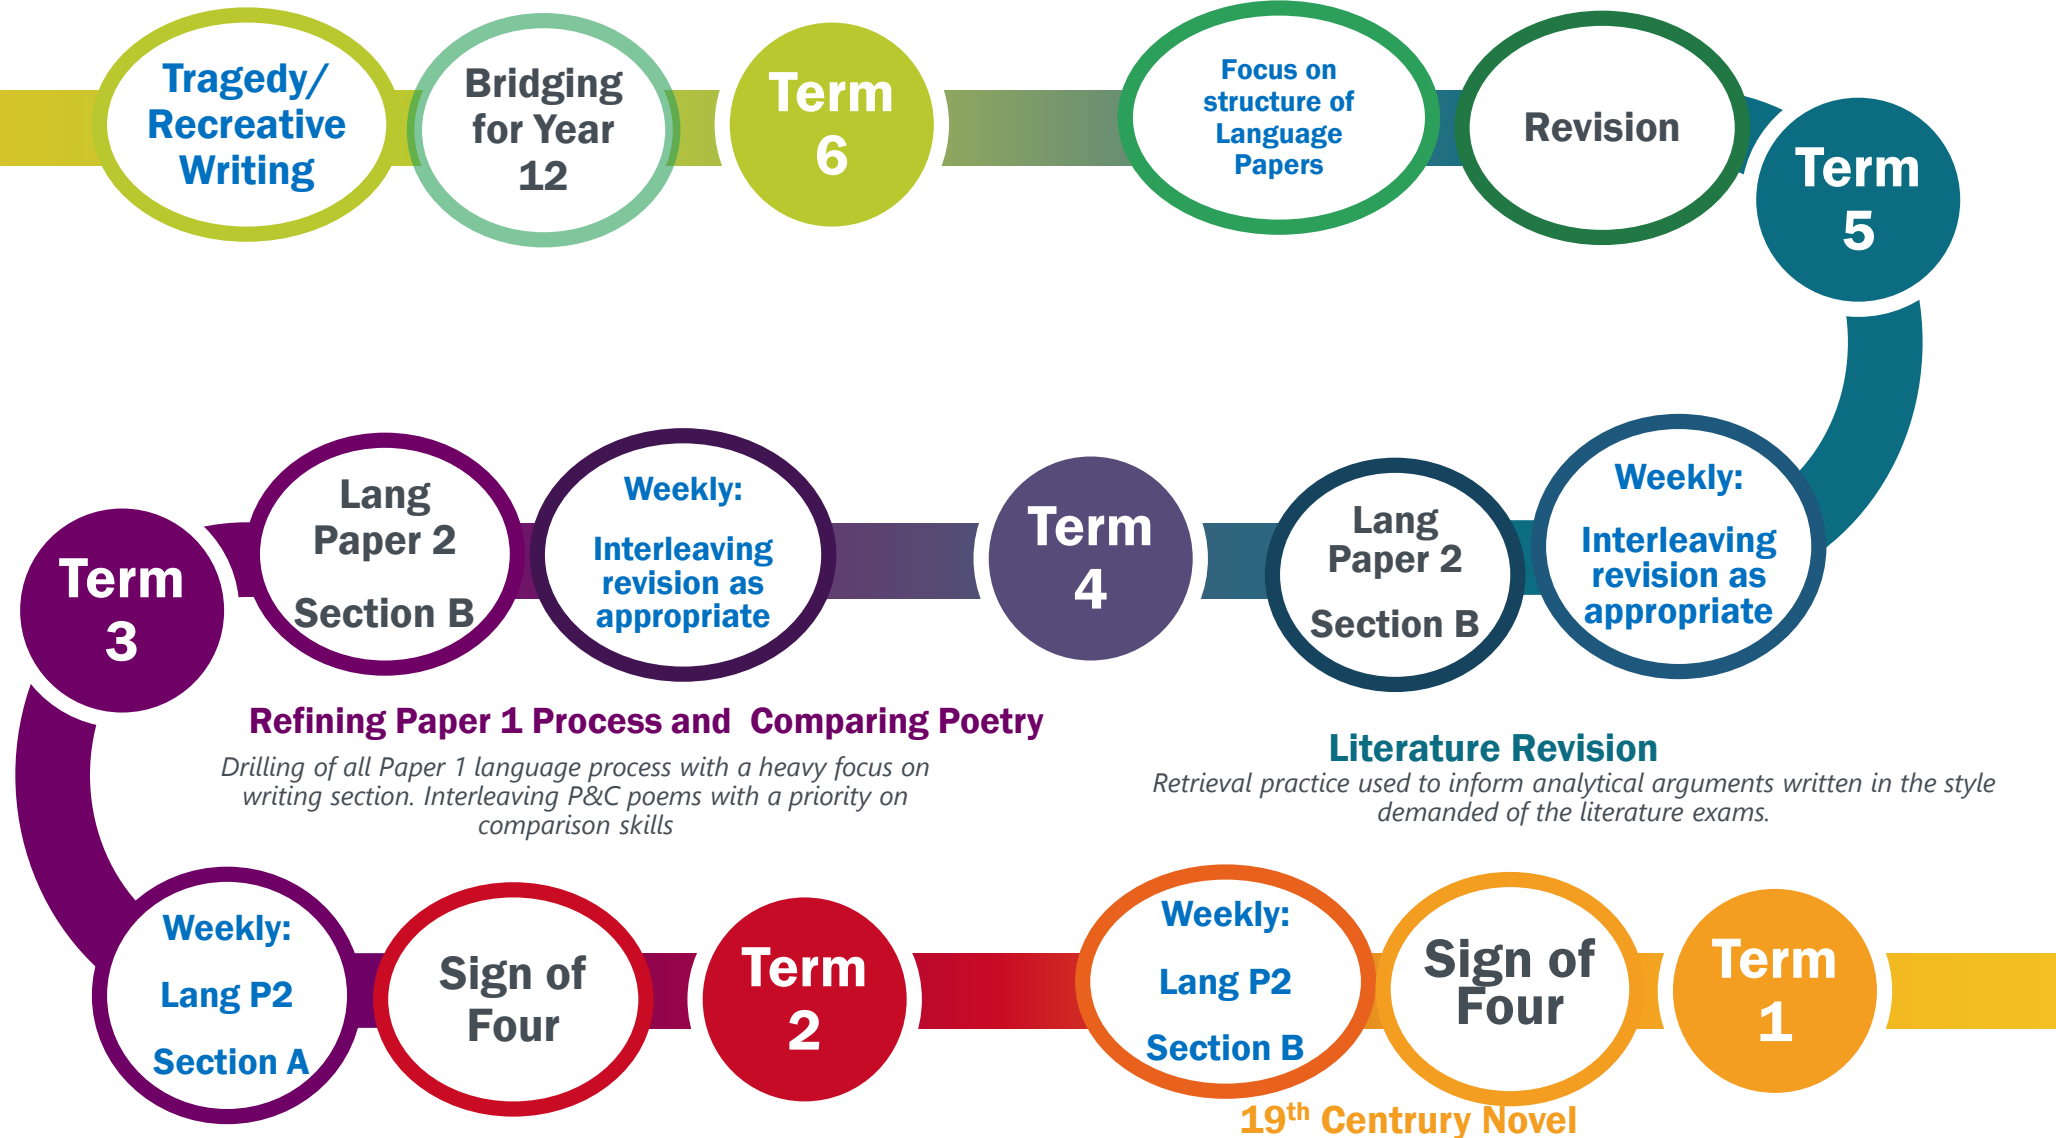 Tragedy/
Recreative
Writing
Bridging
for Year
12
Term
6
Focus on
structure of
Language
Papers
Revision
Term
5
Term
3
Lang
Paper 2
Section B
Weekly:
Interleaving
revision as
appropriate
Term
4
Lang
Paper 2
Section B
Weekly:
Interleaving
revision as
appropriate
Refining Paper 1 Process and  Comparing Poetry
Drilling of all Paper 1 language process with a heavy focus on
writing section. Interleaving P&C poems with a priority on
comparison skills
Literature Revision
Retrieval practice used to inform analytical arguments written in the style
demanded of the literature exams.
Weekly:
Lang P2
Section A
Sign of
Four
Term
2
Weekly:
Lang P2
Section B
Sign of
Four
Term
1
19th Centrury Novel